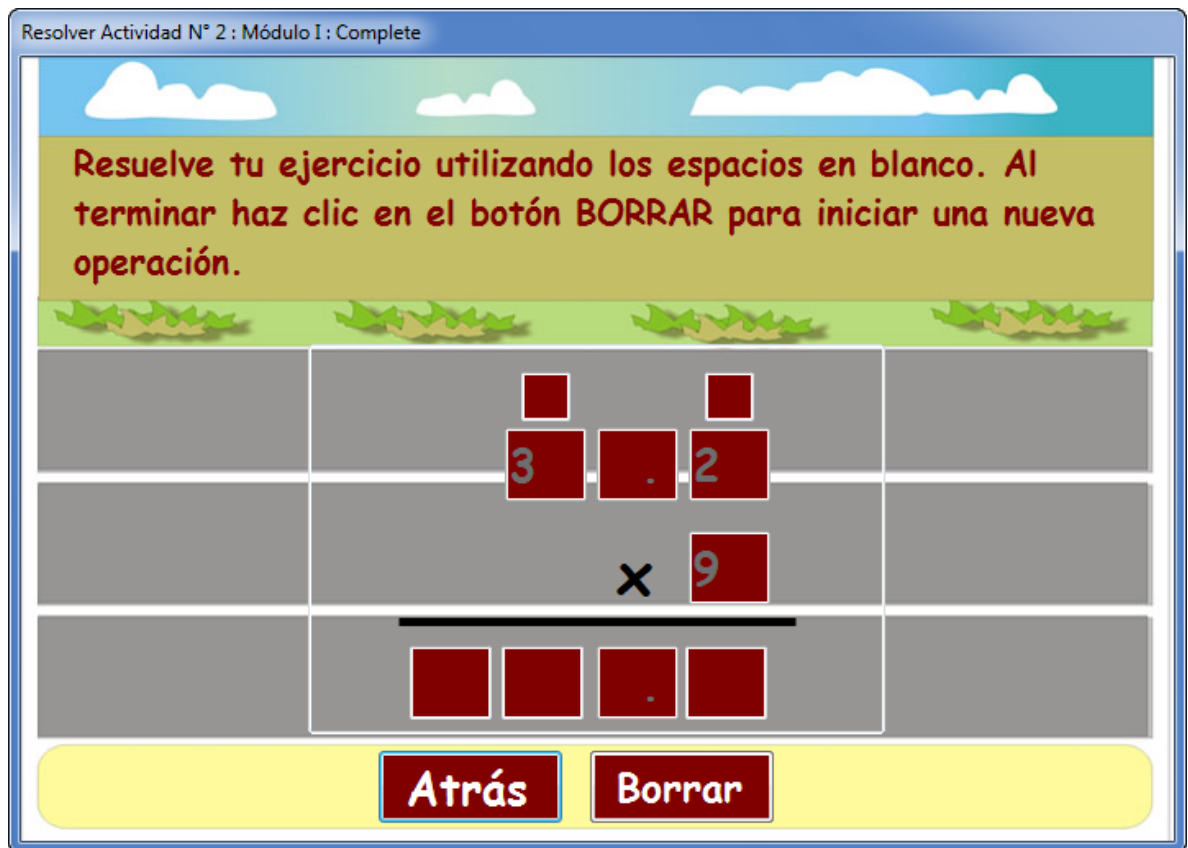 Resolver Actividad N° 2 : Módulo I : Complete
Resuelve tu ejercicio utilizando los espacios en blanco. Al
terminar haz clic en el botón BORRAR para iniciar una nueva
operación.
3 . 2
x 9
.
Atrás Borrar